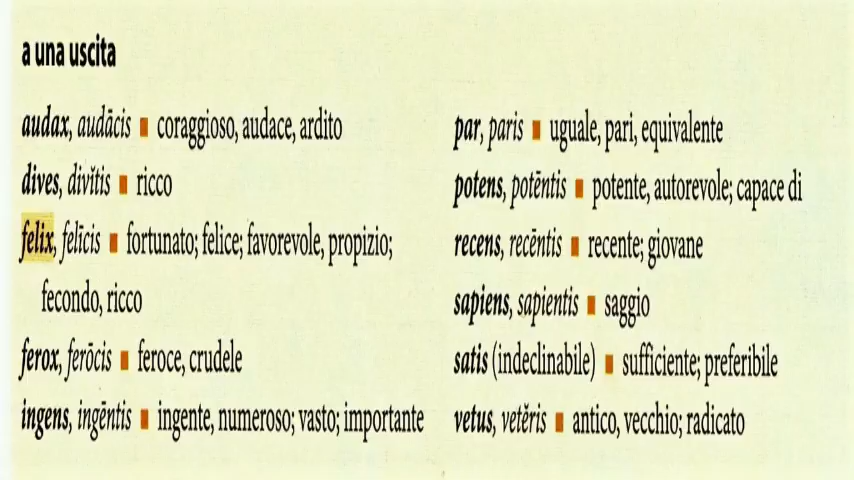 a una uscita
audax, audācis ■ coraggioso, audace, ardito
dives, divĭtis ■ ricco
felix, felīcis ■ fortunato; felice; favorevole, propizio;
fecondo, ricco
ferox, ferōcis ■ feroce, crudele
ingens, ingēntis ■ ingente, numeroso; vasto; importante
par, paris ■ uguale, pari, equivalente
potens, potēntis ■ potente, autorevole; capace di
recens, recēntis ■ recente; giovane
sapiens, sapientis ■ saggio
satis (indeclinabile) ■ sufficiente; preferibile
vetus, vetĕris ■ antico, vecchio; radicato